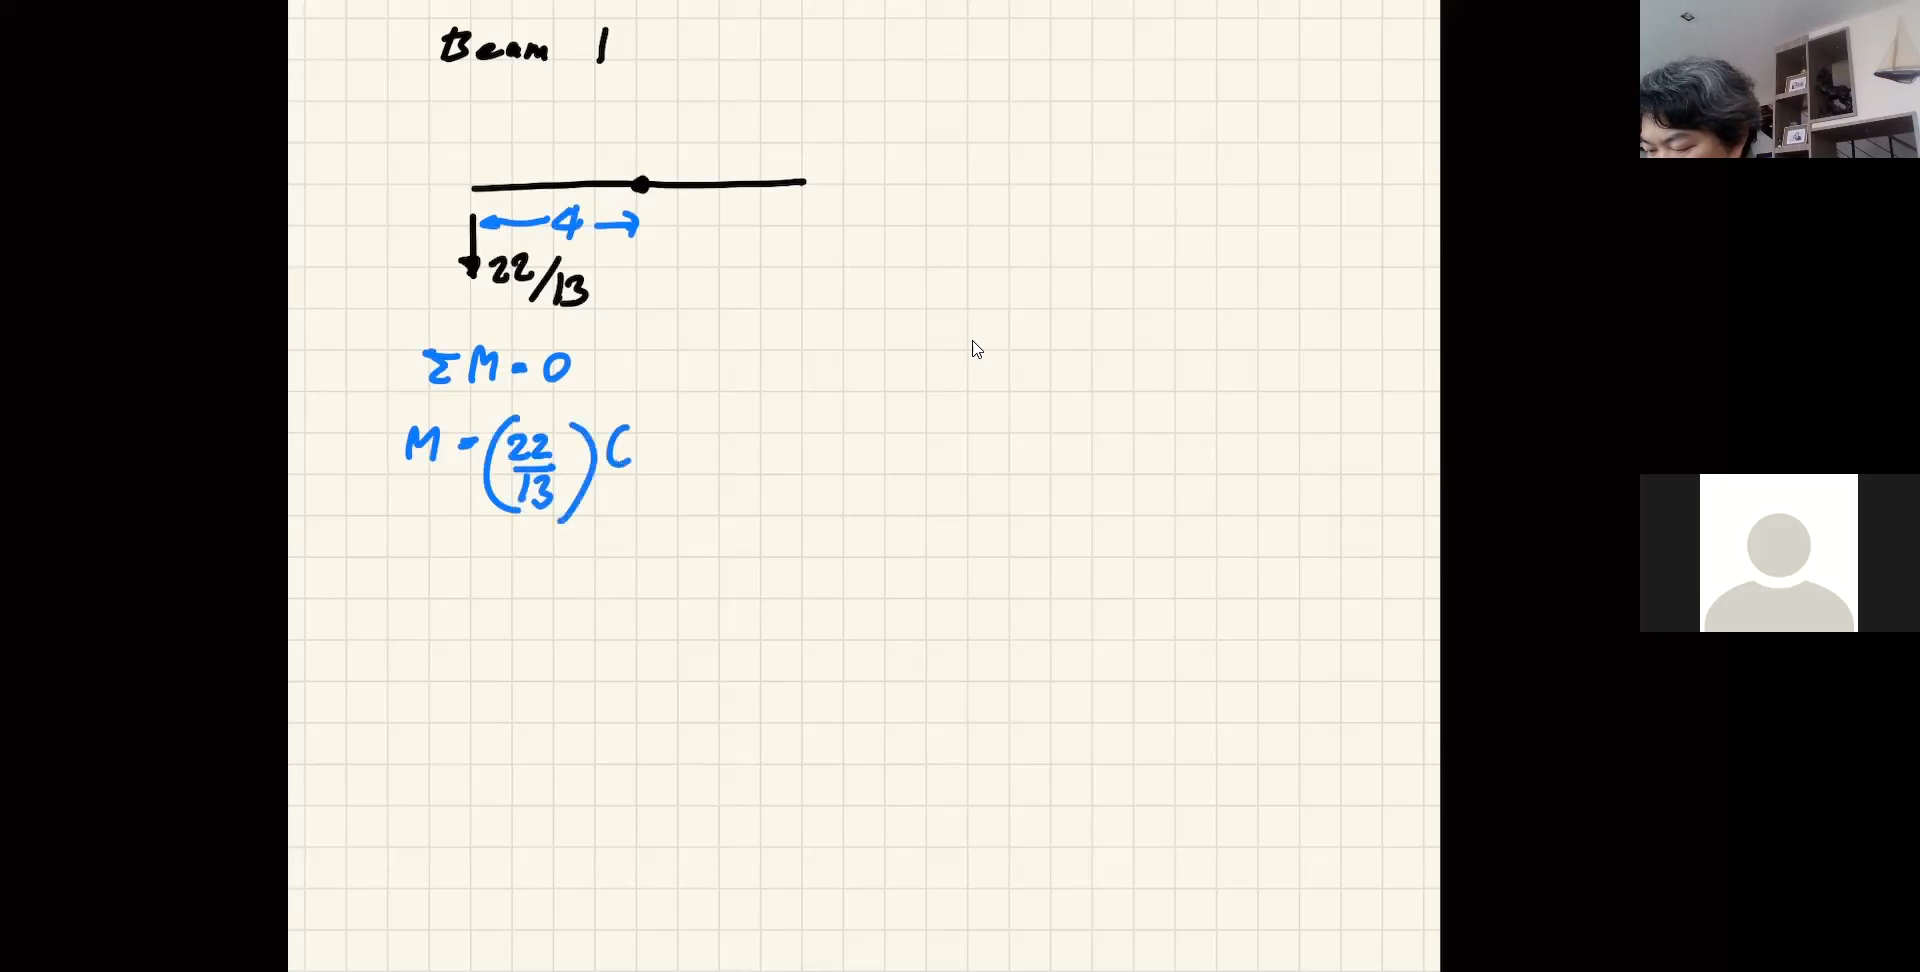 Beam 1
4
22/13
ΣM = 0
M = (22/13)(